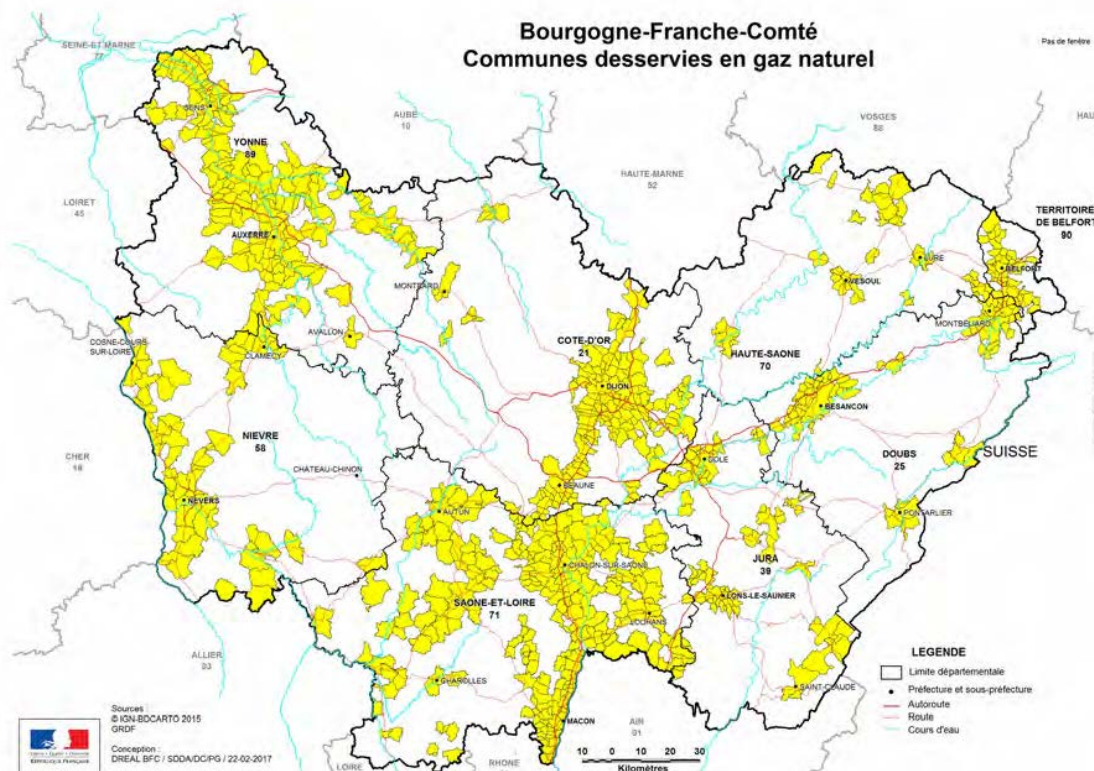 Bourgogne-Franche-Comté
Communes desservies en gaz naturel
Pas de fenêtre
SEINE-ET-MARNE
77
SENS
AUBE
10
VOSGES
88
HAU
YONNE
89
HAUTE-MARNE
52
LOIRET
45
TERRITOIRE
DE BELFORT
90
AUXERRE
LURE
BELFORT
VESOUL
MONTBARD
MONTBELIARD
AVALLON
COSNE-COURS-
SUR-LOIRE
CLAMECY
COTE-D'OR
21
HAUTE-SAONE
70
DIJON
BESANCON
NIEVRE
58
CHER
18
DOLE
DOUBS
25
SUISSE
CHATEAU-CHINON
BEAUNE
NEVERS
AUTUN
PONTARLIER
JURA
39
CHALON-SUR-SAONE
LONS-LE-SAUNIER
SAONE-ET-LOIRE
71
LOUHANS
ALLIER
03
CHAROLLES
SAINT-CLAUDE
MACON
AIN
01
LOIRE
RHONE
LEGENDE
Limite départementale
Préfecture et sous-préfecture
Autoroute
Route
Cours d'eau
10 0 10 20 30
Kilomètres
Sources :
© IGN-BDCARTO 2015
GRDF
Conception :
DREAL BFC / SDDA/DC/PG / 22-02-2017
RÉPUBLIQUE FRANÇAISE